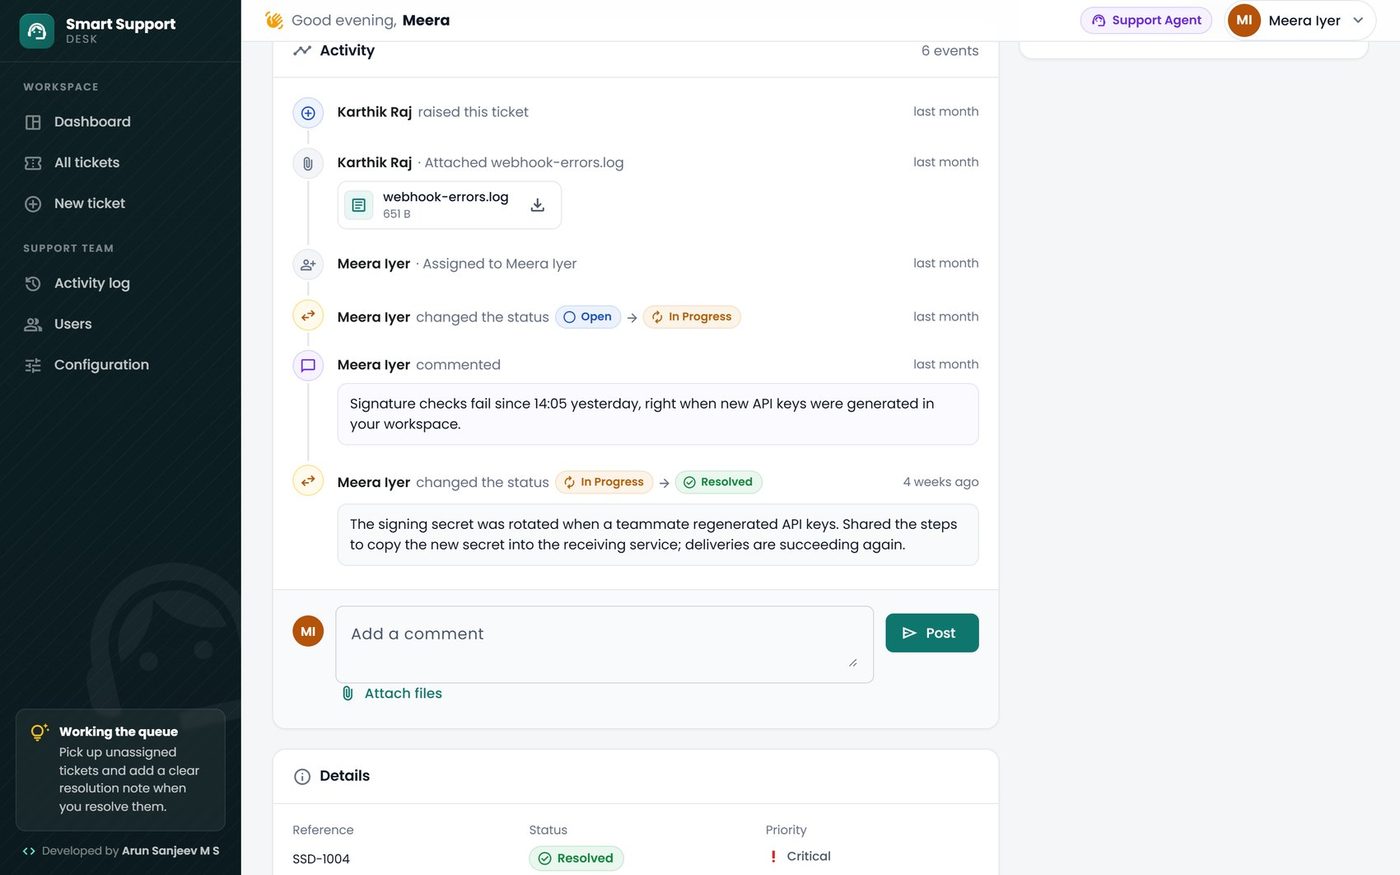 Smart Support
DESK
WORKSPACE
Dashboard
All tickets
New ticket
SUPPORT TEAM
Activity log
Users
Configuration
Working the queue
Pick up unassigned
tickets and add a clear
resolution note when
you resolve them.
Developed by Arun Sanjeev M S
Good evening, Meera
Support Agent
MI
Meera Iyer
Activity
6 events
Karthik Raj raised this ticket
last month
Karthik Raj · Attached webhook-errors.log
last month
webhook-errors.log
651 B
Meera Iyer · Assigned to Meera Iyer
last month
Meera Iyer changed the status Open → In Progress
last month
Meera Iyer commented
last month
Signature checks fail since 14:05 yesterday, right when new API keys were generated in
your workspace.
Meera Iyer changed the status In Progress → Resolved
4 weeks ago
The signing secret was rotated when a teammate regenerated API keys. Shared the steps
to copy the new secret into the receiving service; deliveries are succeeding again.
MI
Add a comment
Post
Attach files
Details
Reference
Status
Priority
SSD-1004
Resolved
Critical